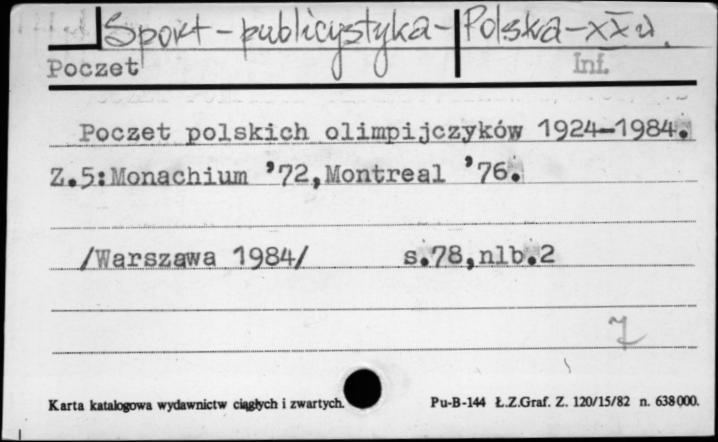 Sport-publicystyka-Polska-XX w.
Poczet Inf.
Poczet polskich olimpijczyków 1924-1984.
Z.5:Monachium '72,Montreal '76.
/Warszawa 1984/ s.78,nlb.2
Karta katalogowa wydawnictw ciągłych i zwartych. Pu-B-144 Ł.Z.Graf. Z. 120/15/82 n. 638000.